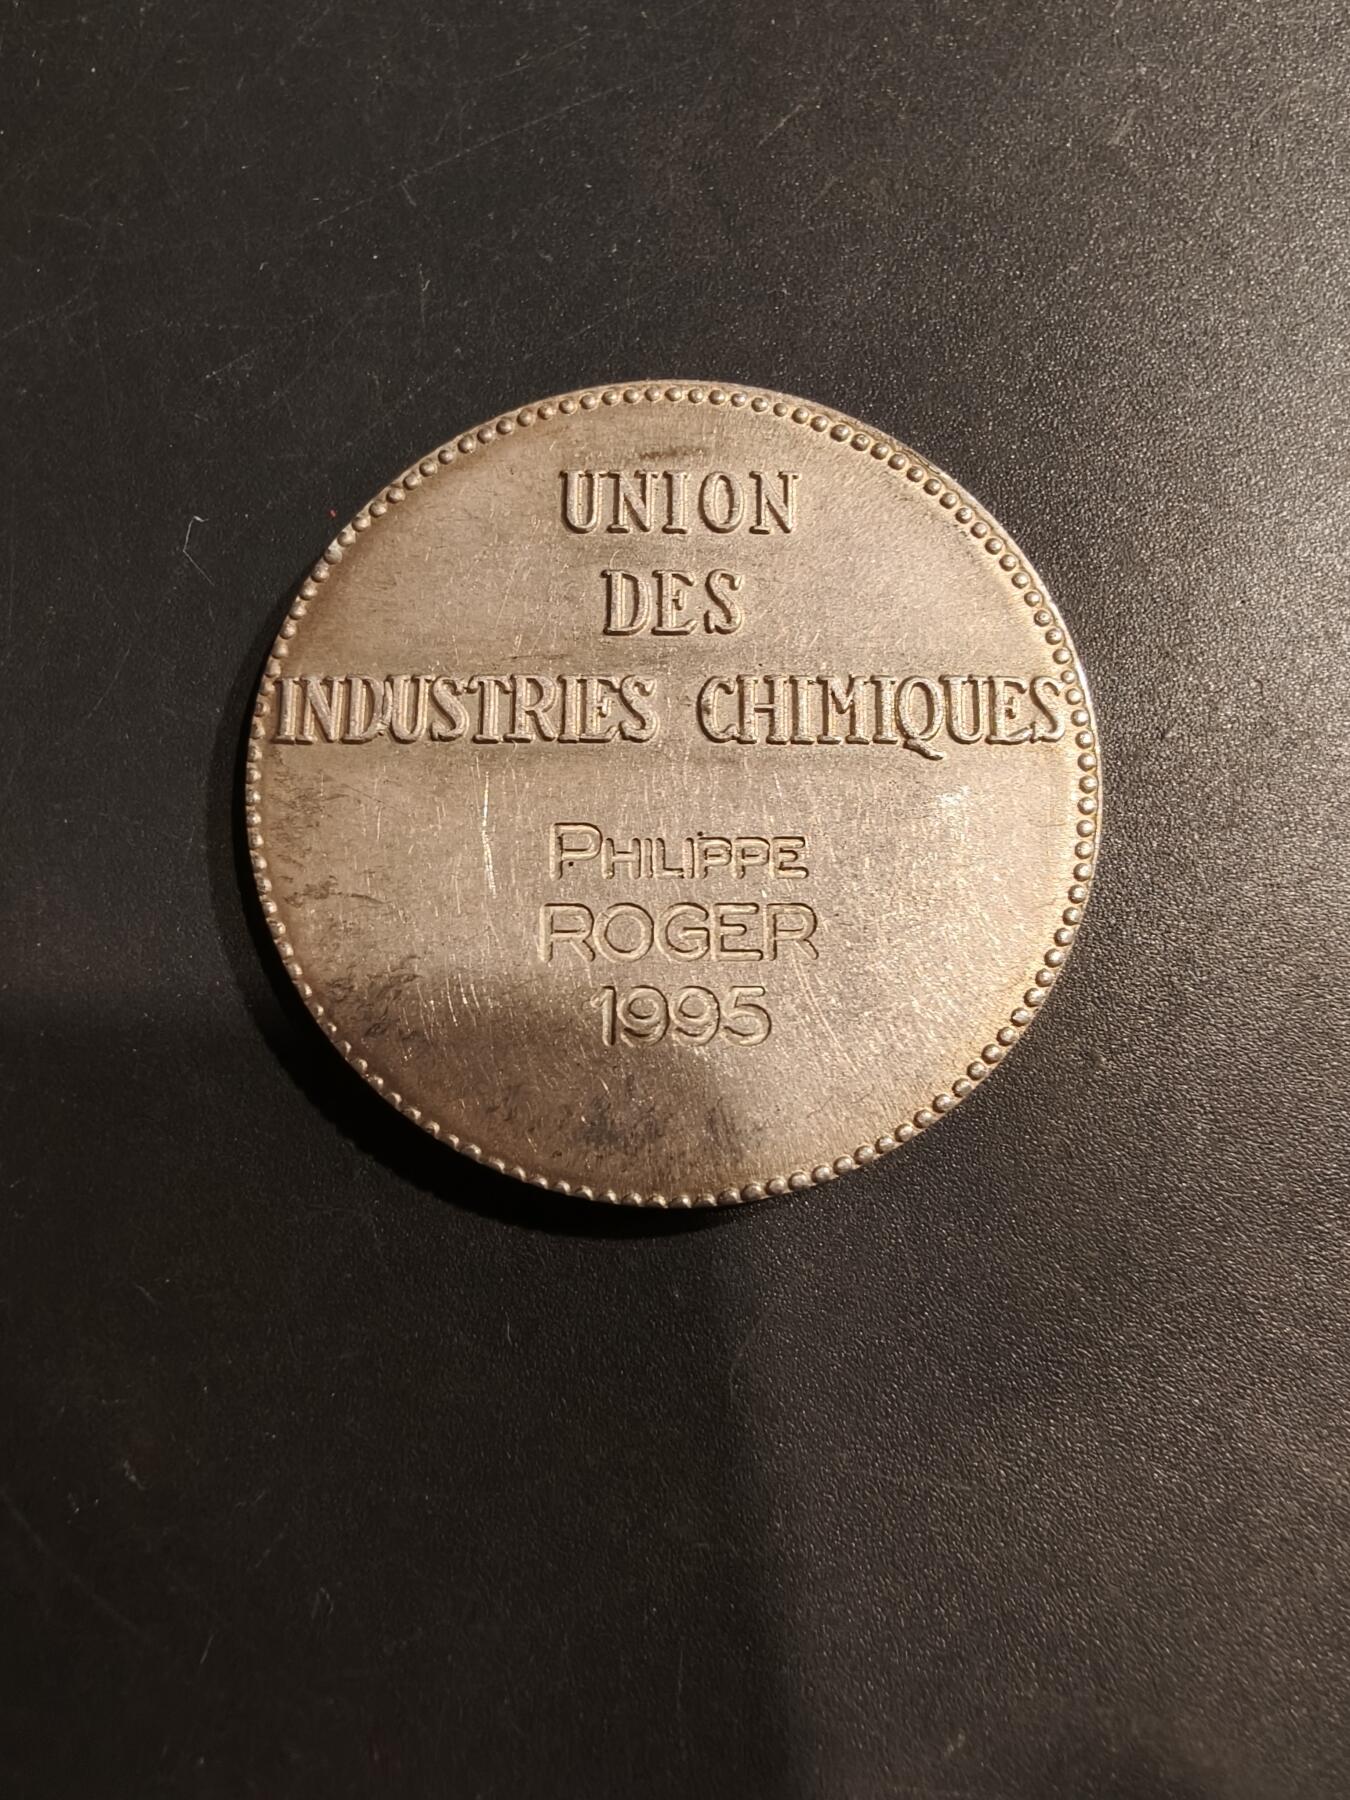 UNION
DES
INDUSTRIES CHIMIQUES
PHILIPPE
ROGER
1995